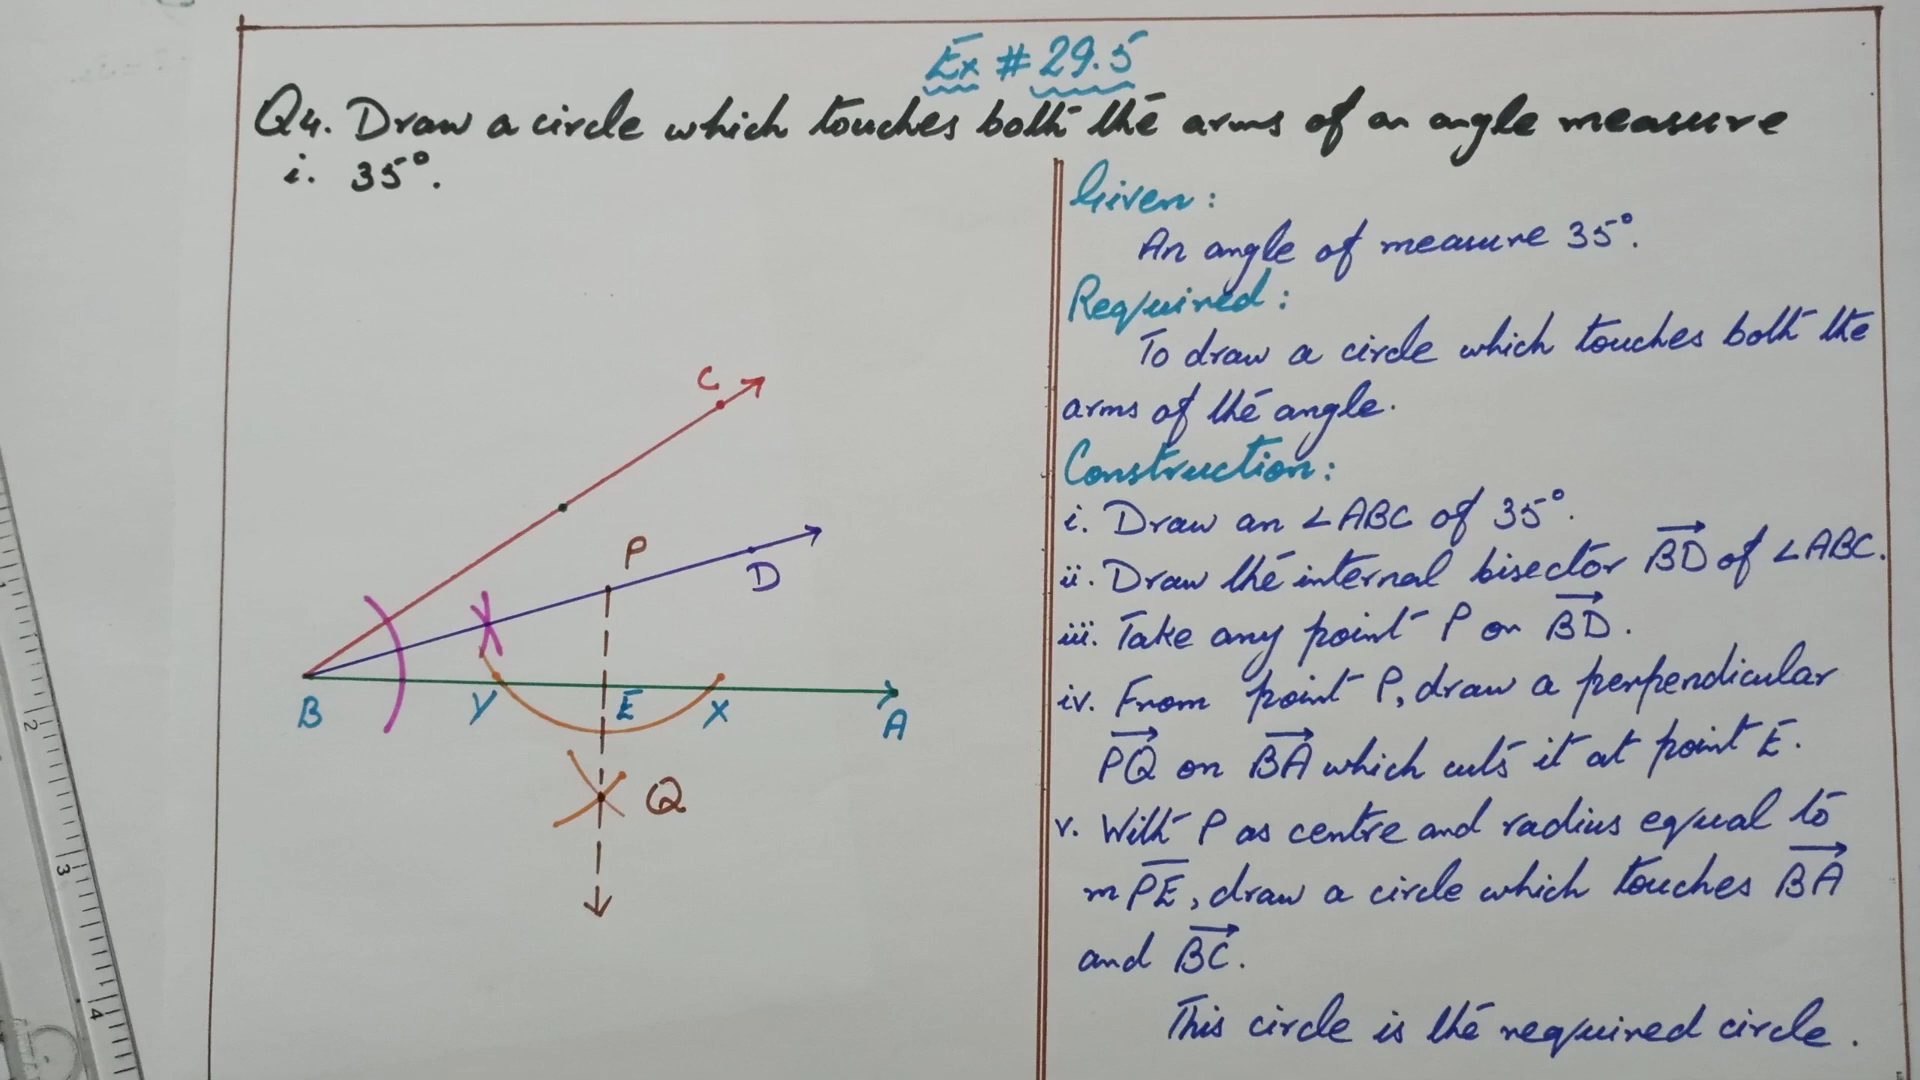 Ex # 29.5
Q4. Draw a circle which touches both the arms of an angle measure
i. 35°.
Given:
An angle of measure 35°.
Required:
To draw a circle which touches both the
arms of the angle.
Construction:
i. Draw an ∠ABC of 35°.
ii. Draw the internal bisector BD of ∠ABC.
iii. Take any point P on BD.
iv. From point P, draw a perpendicular
PQ on BA which cuts it at point E.
v. With P as centre and radius equal to
mPE, draw a circle which touches BA
and BC.
This circle is the required circle.
C
P
D
B
Y
E
X
A
Q
2
3
4